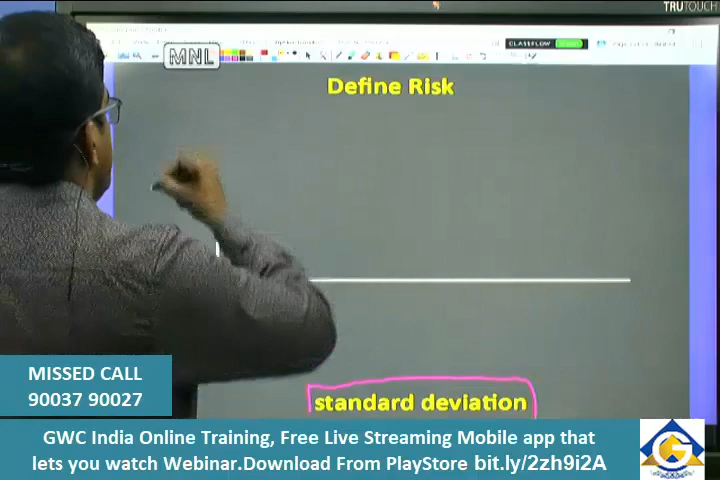 TRUTOUCH
MNL
CLASSFLOW
Define Risk
standard deviation
MISSED CALL
90037 90027
GWC India Online Training, Free Live Streaming Mobile app that
lets you watch Webinar.Download From PlayStore bit.ly/2zh9i2A
G